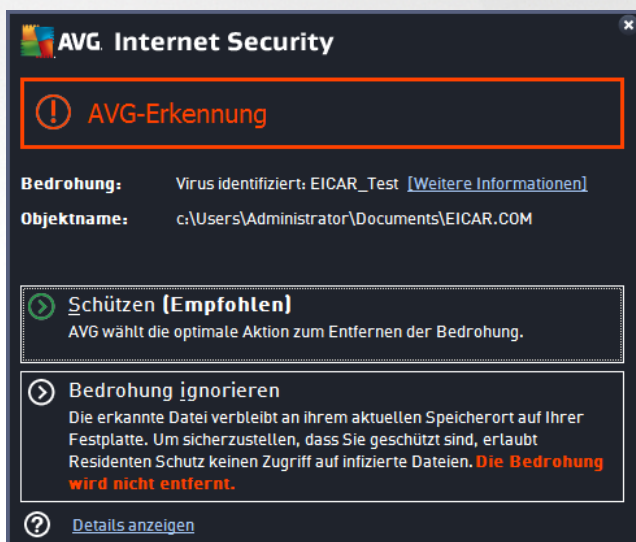 AVG. Internet Security
AVG-Erkennung
Bedrohung: Virus identifiziert: EICAR_Test [Weitere Informationen]
Objektname: c:\Users\Administrator\Documents\EICAR.COM
Schützen (Empfohlen)
AVG wählt die optimale Aktion zum Entfernen der Bedrohung.
Bedrohung ignorieren
Die erkannte Datei verbleibt an ihrem aktuellen Speicherort auf Ihrer
Festplatte. Um sicherzustellen, dass Sie geschützt sind, erlaubt
Residenten Schutz keinen Zugriff auf infizierte Dateien. Die Bedrohung
wird nicht entfernt.
Details anzeigen